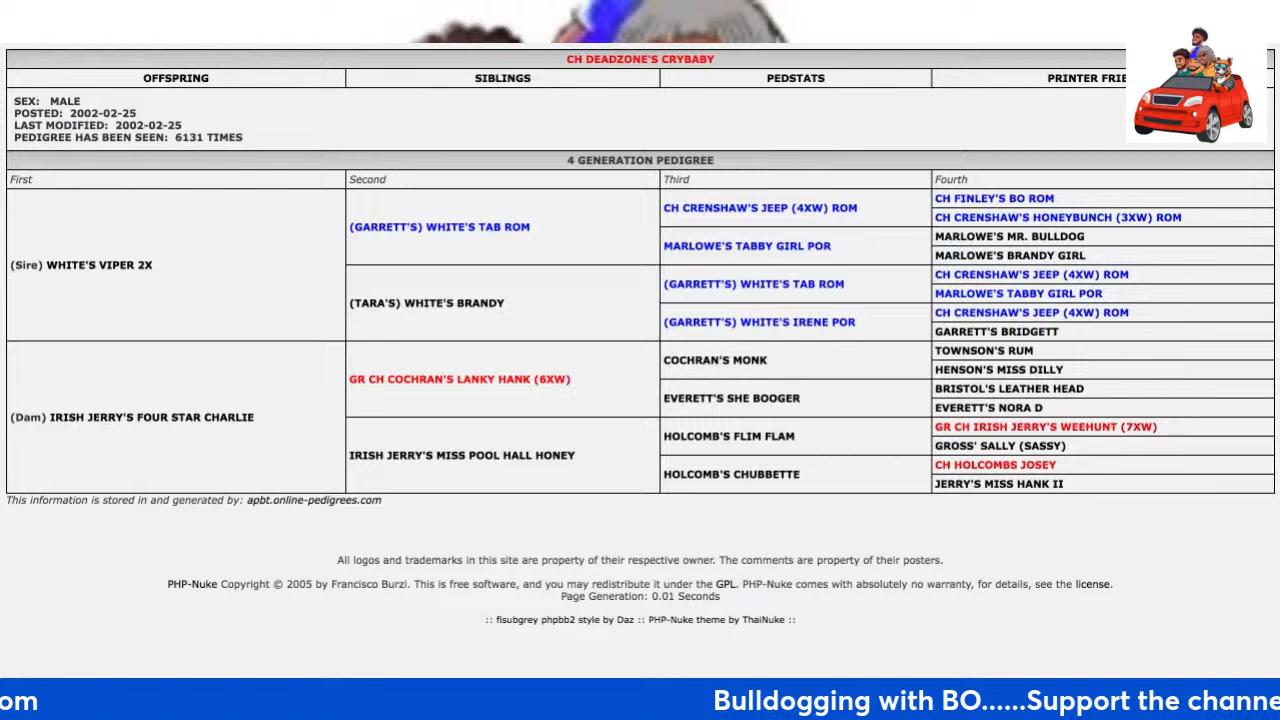 CH DEADZONE'S CRYBABY
OFFSPRING SIBLINGS PEDSTATS PRINTER FRIE
SEX: MALE
POSTED: 2002-02-25
LAST MODIFIED: 2002-02-25
PEDIGREE HAS BEEN SEEN: 6131 TIMES
4 GENERATION PEDIGREE
First Second Third Fourth
(Sire) WHITE'S VIPER 2X
(GARRETT'S) WHITE'S TAB ROM
CH CRENSHAW'S JEEP (4XW) ROM
CH FINLEY'S BO ROM
CH CRENSHAW'S HONEYBUNCH (3XW) ROM
MARLOWE'S TABBY GIRL POR
MARLOWE'S MR. BULLDOG
MARLOWE'S BRANDY GIRL
(TARA'S) WHITE'S BRANDY
(GARRETT'S) WHITE'S TAB ROM
CH CRENSHAW'S JEEP (4XW) ROM
MARLOWE'S TABBY GIRL POR
(GARRETT'S) WHITE'S IRENE POR
CH CRENSHAW'S JEEP (4XW) ROM
GARRETT'S BRIDGETT
(Dam) IRISH JERRY'S FOUR STAR CHARLIE
GR CH COCHRAN'S LANKY HANK (6XW)
COCHRAN'S MONK
TOWNSON'S RUM
HENSON'S MISS DILLY
EVERETT'S SHE BOOGER
BRISTOL'S LEATHER HEAD
EVERETT'S NORA D
IRISH JERRY'S MISS POOL HALL HONEY
HOLCOMB'S FLIM FLAM
GR CH IRISH JERRY'S WEEHUNT (7XW)
GROSS' SALLY (SASSY)
HOLCOMB'S CHUBBETTE
CH HOLCOMBS JOSEY
JERRY'S MISS HANK II
This information is stored in and generated by: apbt.online-pedigrees.com
All logos and trademarks in this site are property of their respective owner. The comments are property of their posters.
PHP-Nuke Copyright © 2005 by Francisco Burzi. This is free software, and you may redistribute it under the GPL. PHP-Nuke comes with absolutely no warranty, for details, see the license.
Page Generation: 0.01 Seconds
:: fisubgrey phpbb2 style by Daz :: PHP-Nuke theme by ThaiNuke ::
om Bulldogging with BO......Support the channe